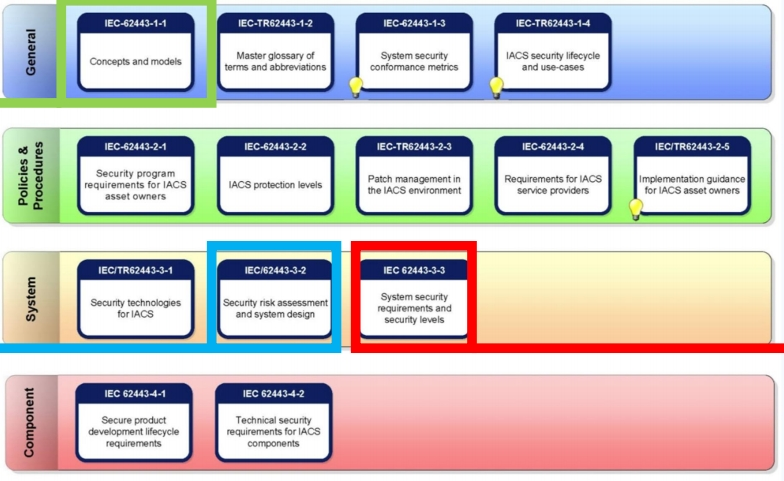 General
IEC-62443-1-1
Concepts and models
IEC-TR62443-1-2
Master glossary of
terms and abbreviations
IEC-62443-1-3
System security
conformance metrics
IEC-TR62443-1-4
IACS security lifecycle
and use-cases
Policies &
Procedures
IEC-62443-2-1
Security program
requirements for IACS
asset owners
IEC-62443-2-2
IACS protection levels
IEC-TR62443-2-3
Patch management in
the IACS environment
IEC-62443-2-4
Requirements for IACS
service providers
IEC/TR62443-2-5
Implementation guidance
for IACS asset owners
System
IEC/TR62443-3-1
Security technologies
for IACS
IEC/62443-3-2
Security risk assessment
and system design
IEC 62443-3-3
System security
requirements and
security levels
Component
IEC 62443-4-1
Secure product
development lifecycle
requirements
IEC 62443-4-2
Technical security
requirements for IACS
components